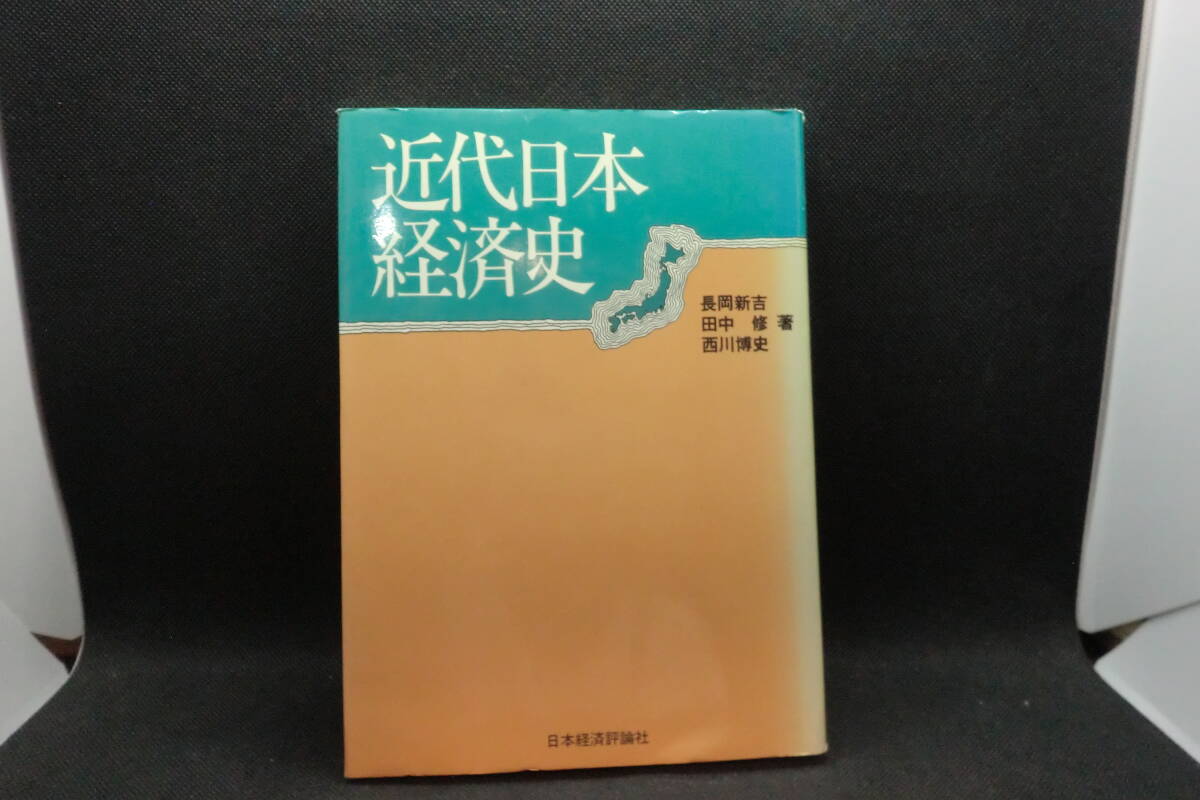 近代日本
経済史
長岡新吉
田中 修 著
西川博史
日本経済評論社